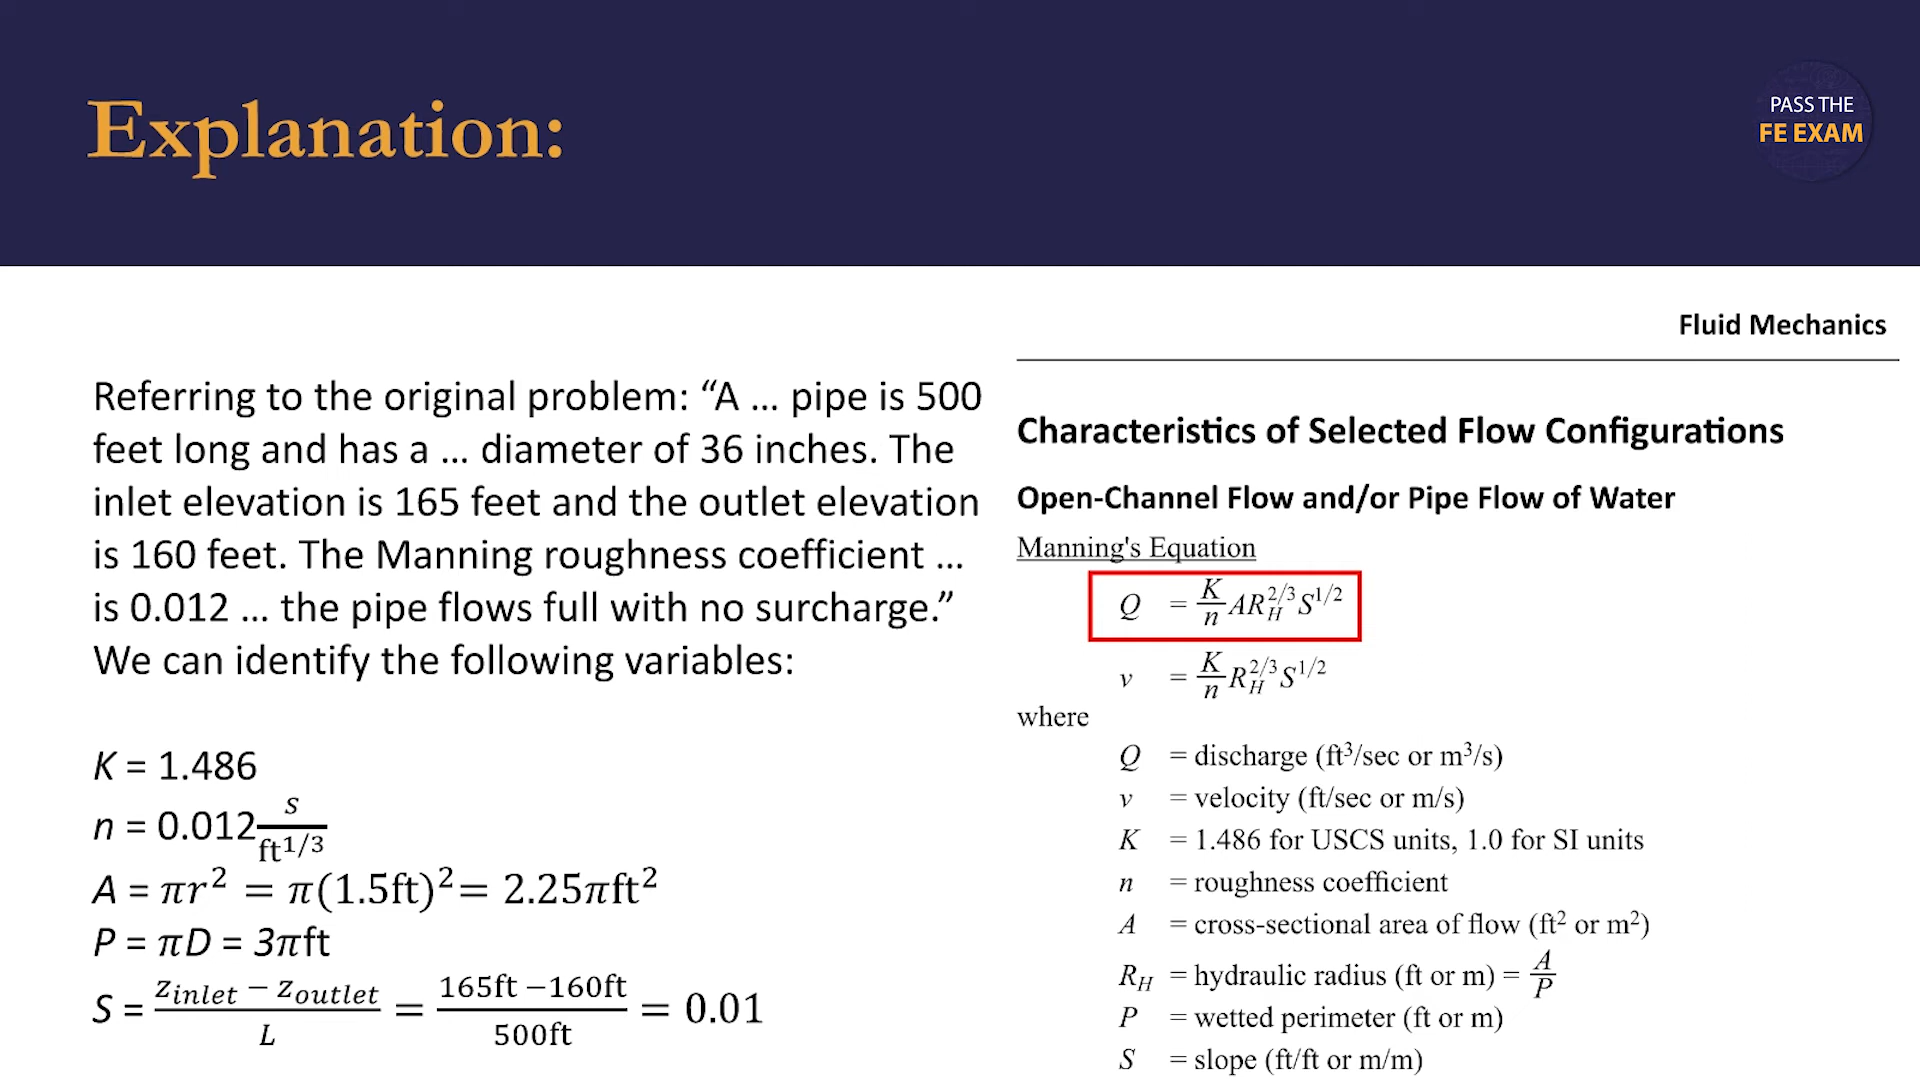 Explanation:
PASS THE
FE EXAM
Referring to the original problem: “A ... pipe is 500
feet long and has a ... diameter of 36 inches. The
inlet elevation is 165 feet and the outlet elevation
is 160 feet. The Manning roughness coefficient ...
is 0.012 ... the pipe flows full with no surcharge.”
We can identify the following variables:
K = 1.486
n = 0.012 s/ft^1/3
A = πr² = π(1.5ft)² = 2.25πft²
P = πD = 3πft
S = (z_inlet − z_outlet)/L = (165ft −160ft)/500ft = 0.01
Fluid Mechanics
Characteristics of Selected Flow Configurations
Open-Channel Flow and/or Pipe Flow of Water
Manning's Equation
Q = K/n AR_H^2/3 S^1/2
v = K/n R_H^2/3 S^1/2
where
Q = discharge (ft³/sec or m³/s)
v = velocity (ft/sec or m/s)
K = 1.486 for USCS units, 1.0 for SI units
n = roughness coefficient
A = cross-sectional area of flow (ft² or m²)
R_H = hydraulic radius (ft or m) = A/P
P = wetted perimeter (ft or m)
S = slope (ft/ft or m/m)